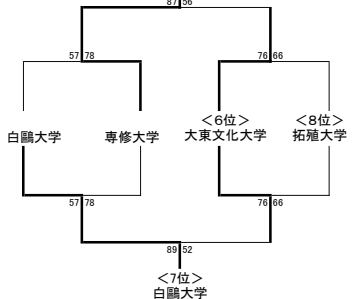 87 56
57 78
76 66
白鷗大学
専修大学
<6位>
大東文化大学
<8位>
拓殖大学
57 78
76 66
89 52
<7位>
白鷗大学